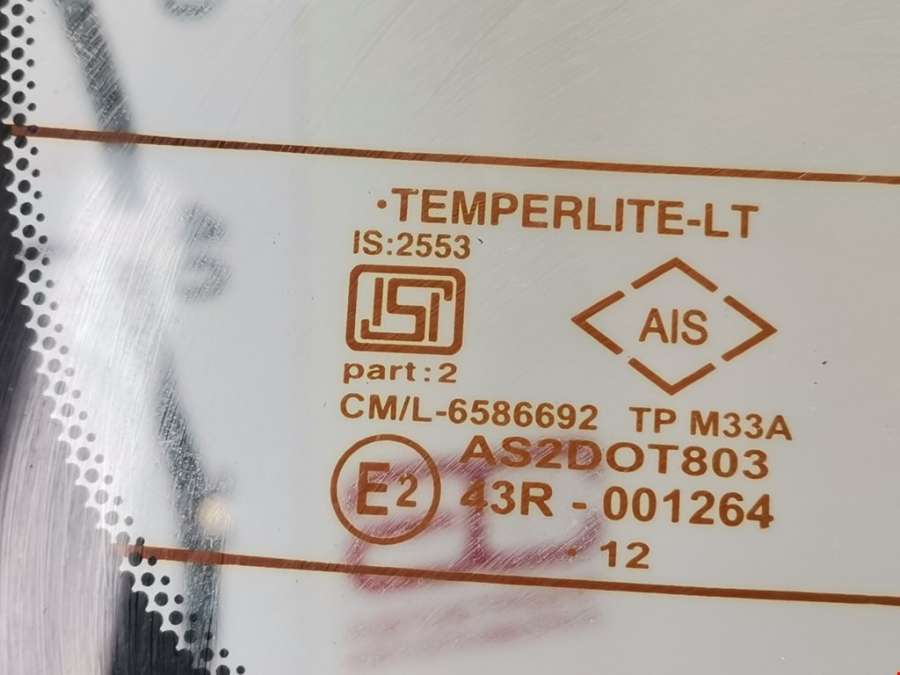 ·TEMPERLITE-LT
IS:2553
ISI
AIS
part:2
CM/L-6586692 TP M33A
AS2DOT803
E2 43R - 001264
· 12